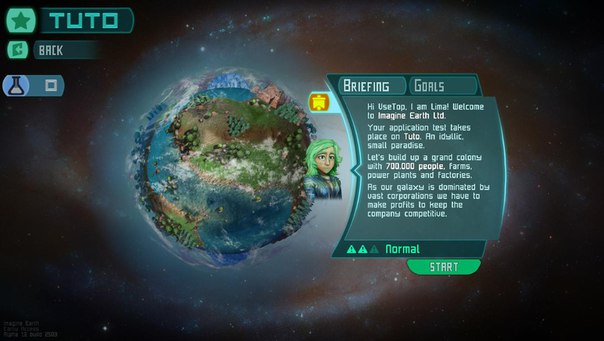 TUTO
BACK
BRIEFING
GOALS
Hi UseTop, I am Lima! Welcome
to Imagine Earth Ltd.
Your application test takes
place on Tuto. An idyllic,
small paradise.
Let's build up a grand colony
with 700.000 people, farms,
power plants and factories.
As our galaxy is dominated by
vast corporations we have to
make profits to keep the
company competitive.
Normal
START
Imagine Earth
Early Access